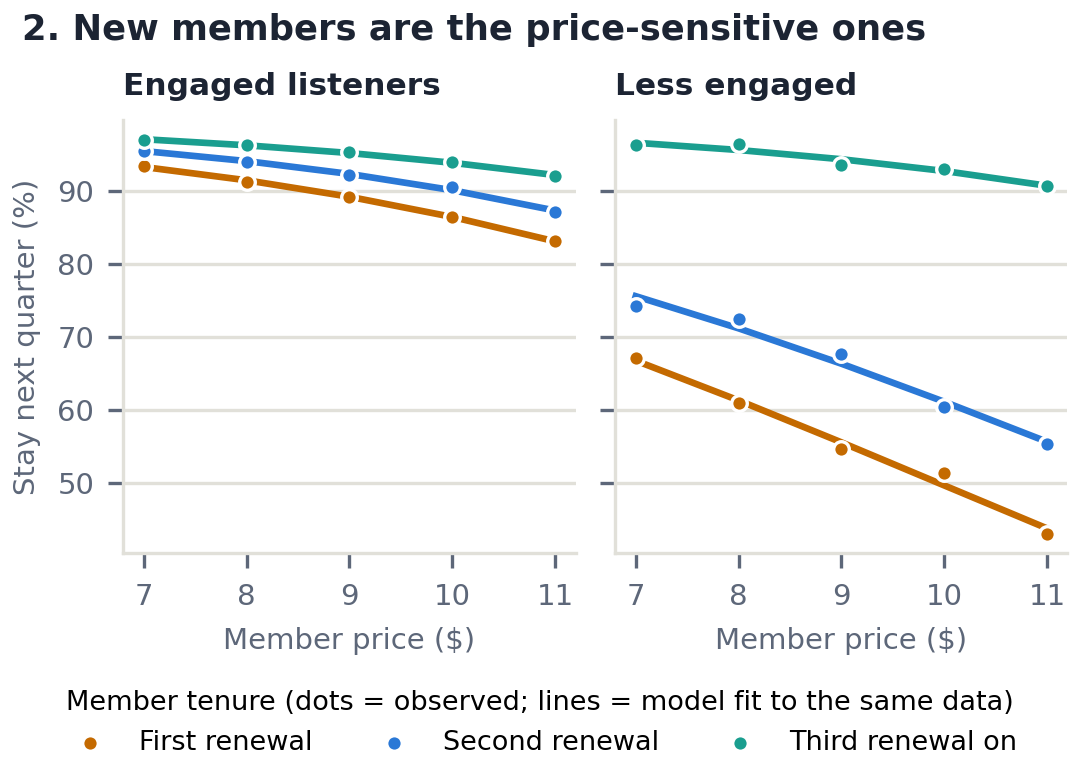 2. New members are the price-sensitive ones
Engaged listeners
Less engaged
Stay next quarter (%)
90
80
70
60
50
7 8 9 10 11
7 8 9 10 11
Member price ($)
Member price ($)
Member tenure (dots = observed; lines = model fit to the same data)
First renewal Second renewal Third renewal on